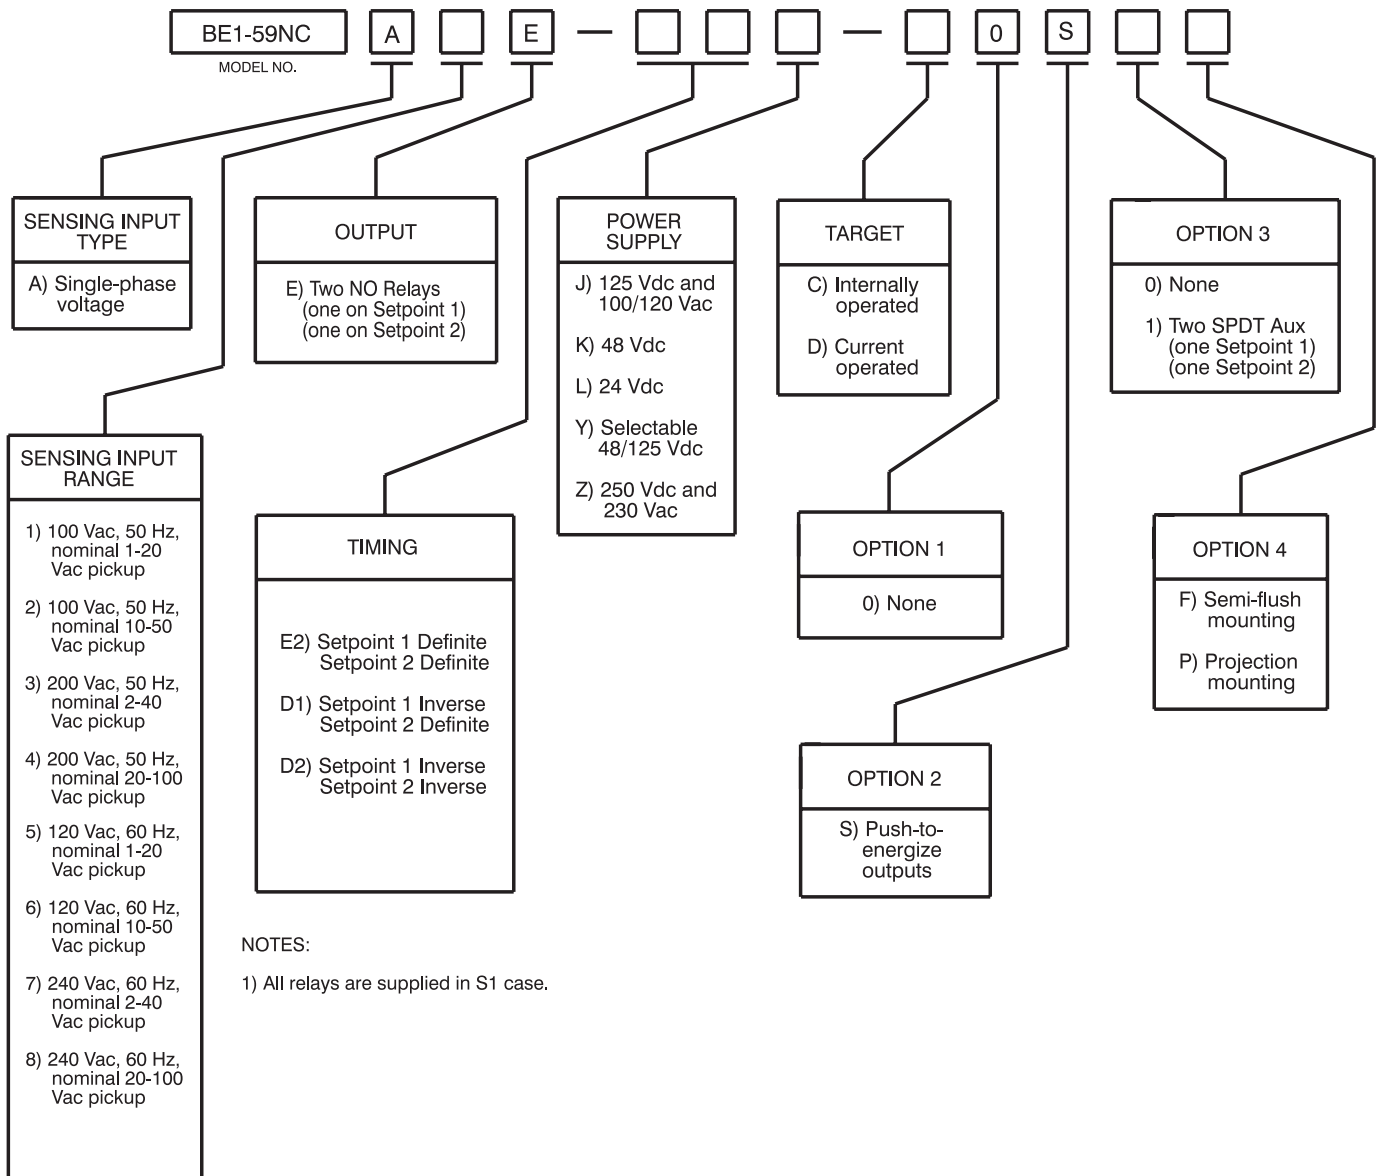 BE1-59NC A E — — 0 S
MODEL NO.
SENSING INPUT
TYPE
A) Single-phase
voltage
OUTPUT
E) Two NO Relays
(one on Setpoint 1)
(one on Setpoint 2)
POWER
SUPPLY
J) 125 Vdc and
100/120 Vac
K) 48 Vdc
L) 24 Vdc
Y) Selectable
48/125 Vdc
Z) 250 Vdc and
230 Vac
TARGET
C) Internally
operated
D) Current
operated
OPTION 3
0) None
1) Two SPDT Aux
(one Setpoint 1)
(one Setpoint 2)
SENSING INPUT
RANGE
1) 100 Vac, 50 Hz,
nominal 1-20
Vac pickup
2) 100 Vac, 50 Hz,
nominal 10-50
Vac pickup
3) 200 Vac, 50 Hz,
nominal 2-40
Vac pickup
4) 200 Vac, 50 Hz,
nominal 20-100
Vac pickup
5) 120 Vac, 60 Hz,
nominal 1-20
Vac pickup
6) 120 Vac, 60 Hz,
nominal 10-50
Vac pickup
7) 240 Vac, 60 Hz,
nominal 2-40
Vac pickup
8) 240 Vac, 60 Hz,
nominal 20-100
Vac pickup
TIMING
E2) Setpoint 1 Definite
Setpoint 2 Definite
D1) Setpoint 1 Inverse
Setpoint 2 Definite
D2) Setpoint 1 Inverse
Setpoint 2 Inverse
OPTION 1
0) None
OPTION 4
F) Semi-flush
mounting
P) Projection
mounting
OPTION 2
S) Push-to-
energize
outputs
NOTES:
1) All relays are supplied in S1 case.